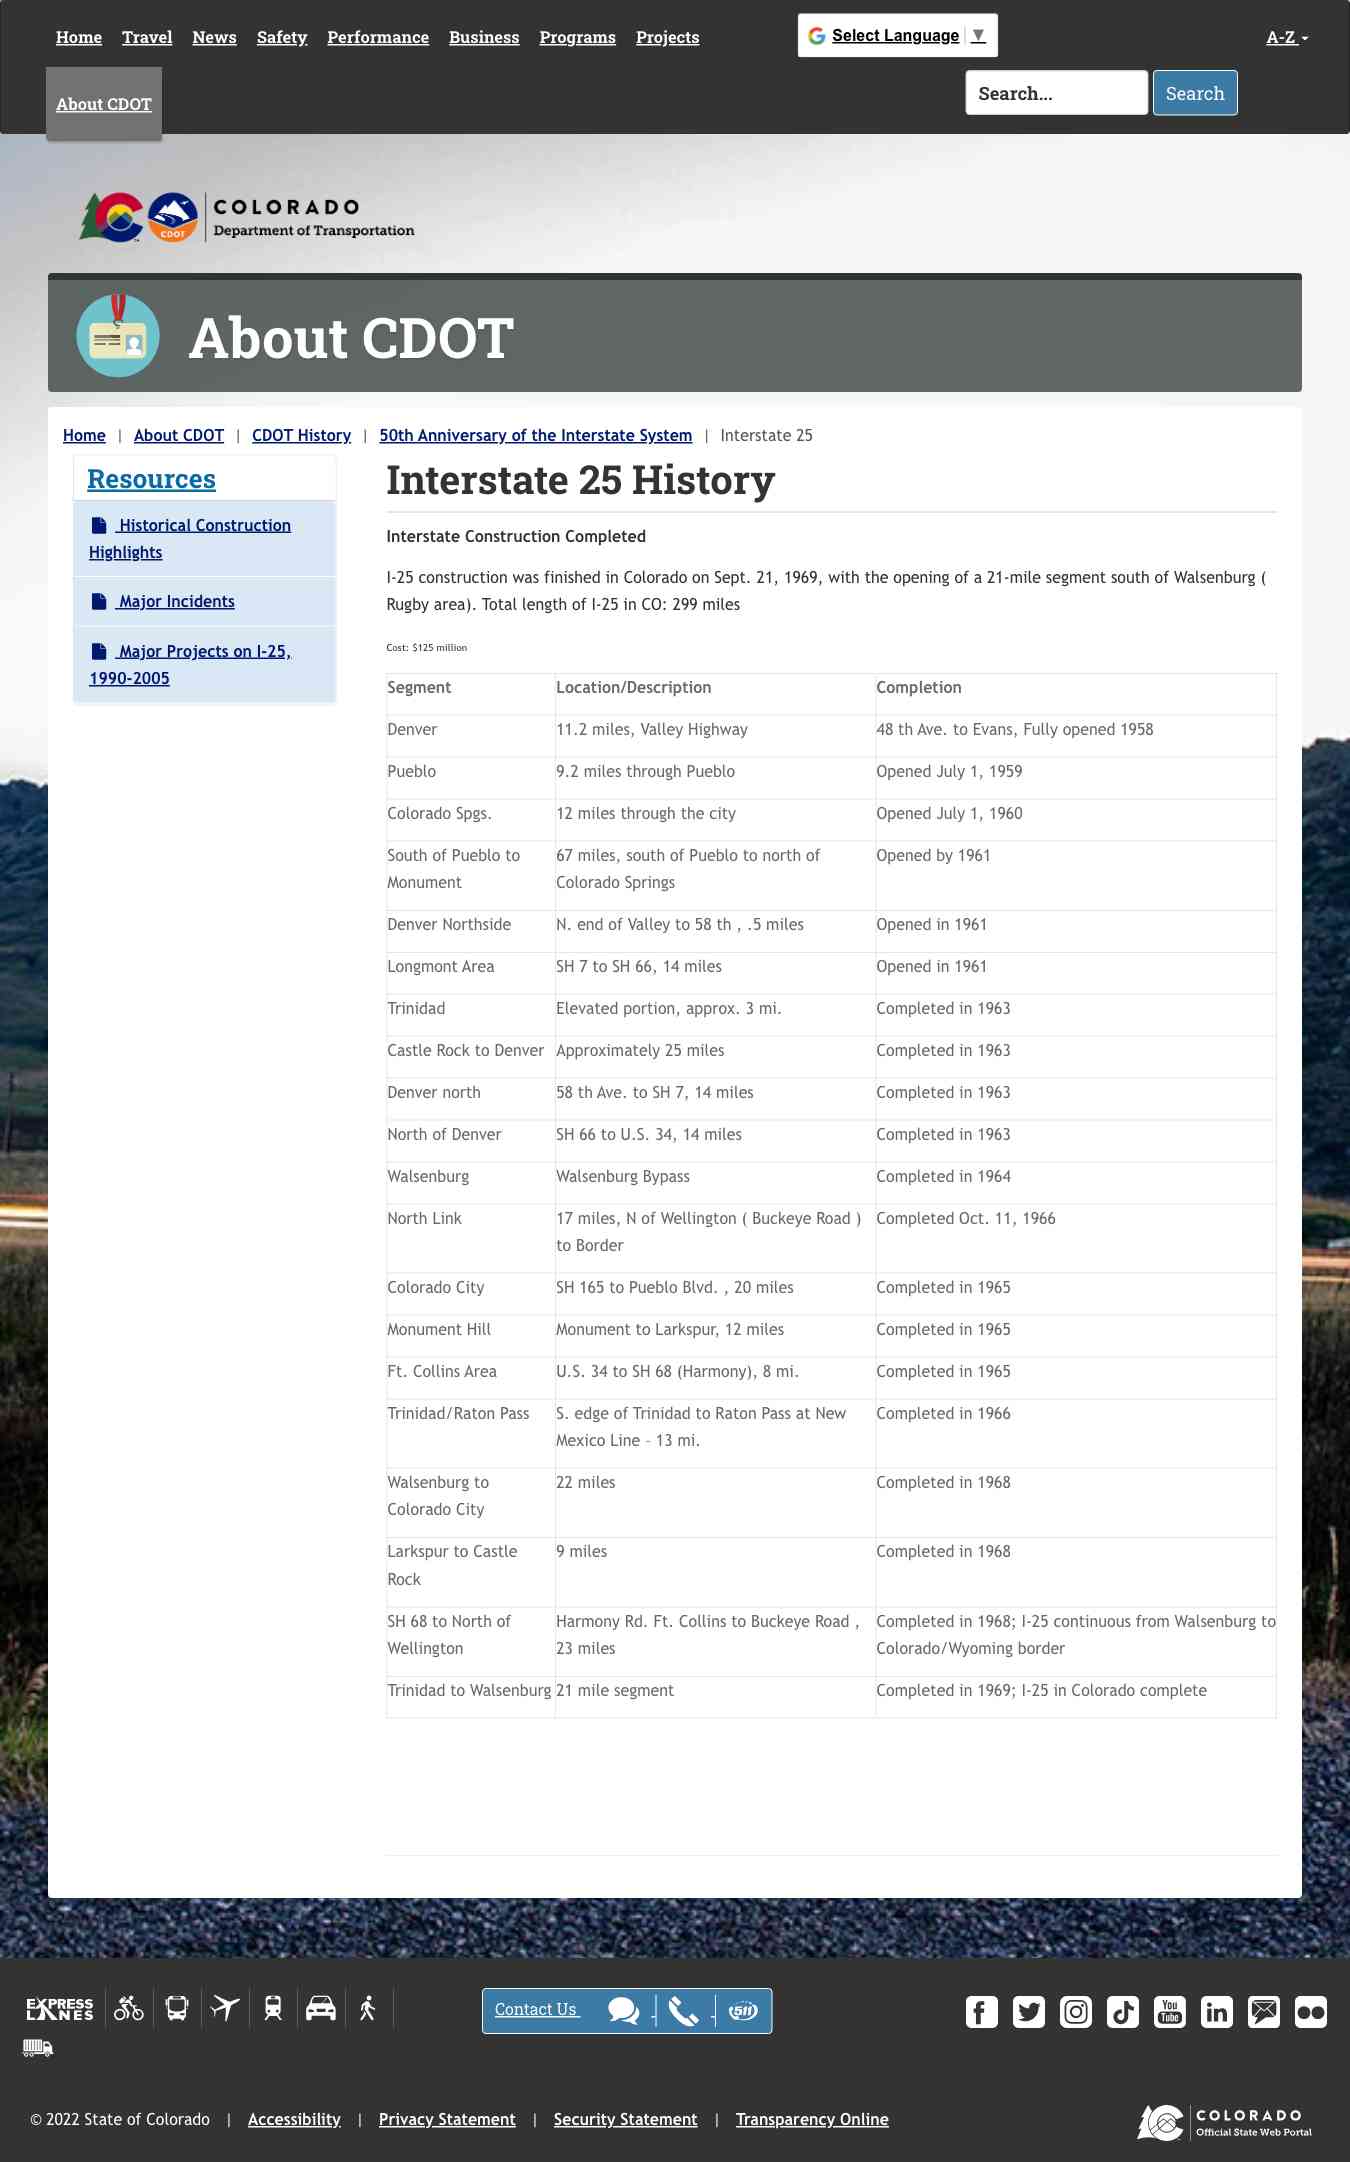 Home Travel News Safety Performance Business Programs Projects
Select Language ▼
A-Z
About CDOT
Search...
Search
COLORADO
Department of Transportation
CDOT
About CDOT
Home | About CDOT | CDOT History | 50th Anniversary of the Interstate System | Interstate 25
Resources
Historical Construction
Highlights
Major Incidents
Major Projects on I-25,
1990-2005
Interstate 25 History
Interstate Construction Completed
I-25 construction was finished in Colorado on Sept. 21, 1969, with the opening of a 21-mile segment south of Walsenburg (
Rugby area). Total length of I-25 in CO: 299 miles
Cost: $125 million
Segment Location/Description Completion
Denver 11.2 miles, Valley Highway 48 th Ave. to Evans, Fully opened 1958
Pueblo 9.2 miles through Pueblo Opened July 1, 1959
Colorado Spgs. 12 miles through the city Opened July 1, 1960
South of Pueblo to 67 miles, south of Pueblo to north of Opened by 1961
Monument Colorado Springs
Denver Northside N. end of Valley to 58 th , .5 miles Opened in 1961
Longmont Area SH 7 to SH 66, 14 miles Opened in 1961
Trinidad Elevated portion, approx. 3 mi. Completed in 1963
Castle Rock to Denver Approximately 25 miles Completed in 1963
Denver north 58 th Ave. to SH 7, 14 miles Completed in 1963
North of Denver SH 66 to U.S. 34, 14 miles Completed in 1963
Walsenburg Walsenburg Bypass Completed in 1964
North Link 17 miles, N of Wellington ( Buckeye Road ) Completed Oct. 11, 1966
to Border
Colorado City SH 165 to Pueblo Blvd. , 20 miles Completed in 1965
Monument Hill Monument to Larkspur, 12 miles Completed in 1965
Ft. Collins Area U.S. 34 to SH 68 (Harmony), 8 mi. Completed in 1965
Trinidad/Raton Pass S. edge of Trinidad to Raton Pass at New Completed in 1966
Mexico Line – 13 mi.
Walsenburg to 22 miles Completed in 1968
Colorado City
Larkspur to Castle 9 miles Completed in 1968
Rock
SH 68 to North of Harmony Rd. Ft. Collins to Buckeye Road , Completed in 1968; I-25 continuous from Walsenburg to
Wellington 23 miles Colorado/Wyoming border
Trinidad to Walsenburg 21 mile segment Completed in 1969; I-25 in Colorado complete
EXPRESS
LANES
Contact Us
511
You
Tube
© 2022 State of Colorado | Accessibility | Privacy Statement | Security Statement | Transparency Online
COLORADO
Official State Web Portal